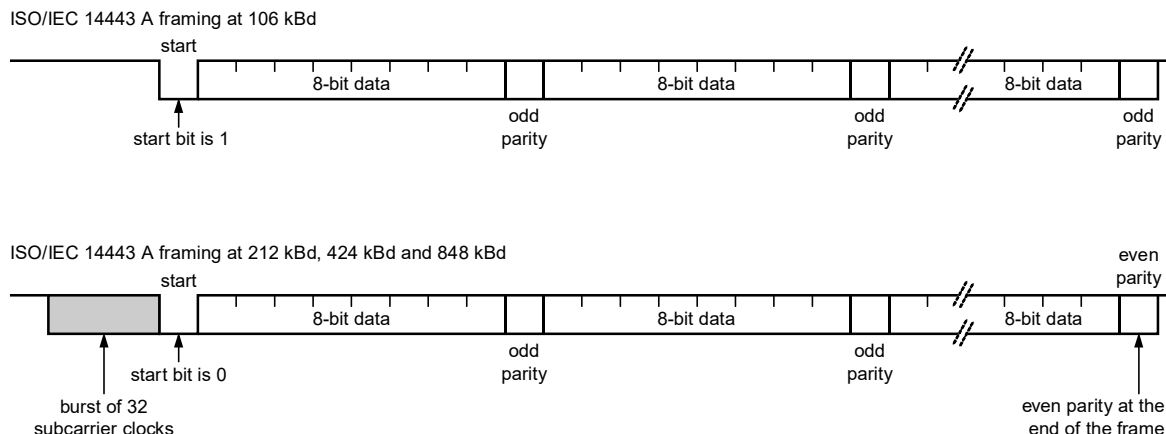 ISO/IEC 14443 A framing at 106 kBd
start
8-bit data
8-bit data
8-bit data
odd
parity
odd
parity
odd
parity
start bit is 1
ISO/IEC 14443 A framing at 212 kBd, 424 kBd and 848 kBd
even
parity
start
8-bit data
8-bit data
8-bit data
odd
parity
odd
parity
start bit is 0
burst of 32
subcarrier clocks
even parity at the
end of the frame